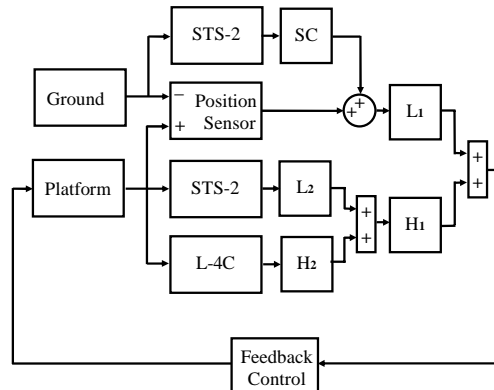 STS-2
SC
Ground
− Position
+ Sensor
+
+
L1
+
+
Platform
STS-2
L2
+
+
H1
L-4C
H2
Feedback
Control